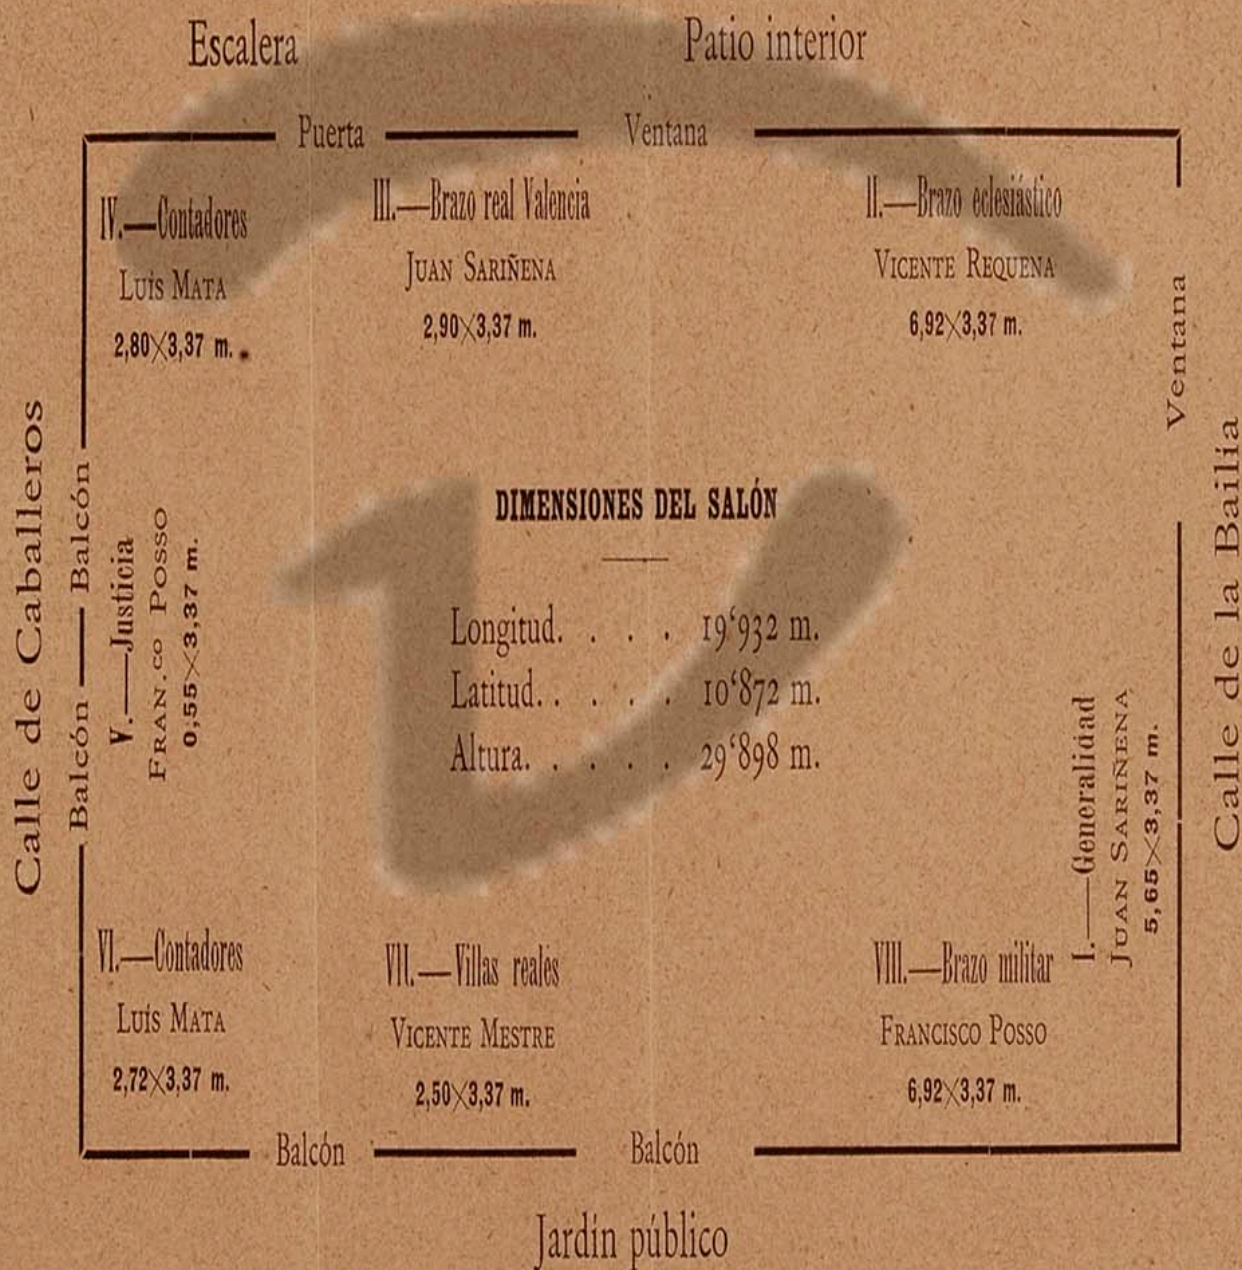 Escalera
Patio interior
Puerta
Ventana
IV.—Contadores
LUÍS MATA
2,80×3,37 m.
III.—Brazo real Valencia
JUAN SARIÑENA
2,90×3,37 m.
II.—Brazo eclesiástico
VICENTE REQUENA
6,92×3,37 m.
Ventana
Calle de la Bailia
Calle de Caballeros
Balcón
Balcón
V.—Justicia
FRAN.co POSSO
0,55×3,37 m.
DIMENSIONES DEL SALÓN
Longitud. . . . 19‘932 m.
Latitud. . . . . 10‘872 m.
Altura. . . . . 29‘898 m.
I.—Generalidad
JUAN SARIÑENA
5,65×3,37 m.
VI.—Contadores
LUÍS MATA
2,72×3,37 m.
VII.—Villas reales
VICENTE MESTRE
2,50×3,37 m.
VIII.—Brazo militar
FRANCISCO POSSO
6,92×3,37 m.
Balcón
Balcón
Jardín público